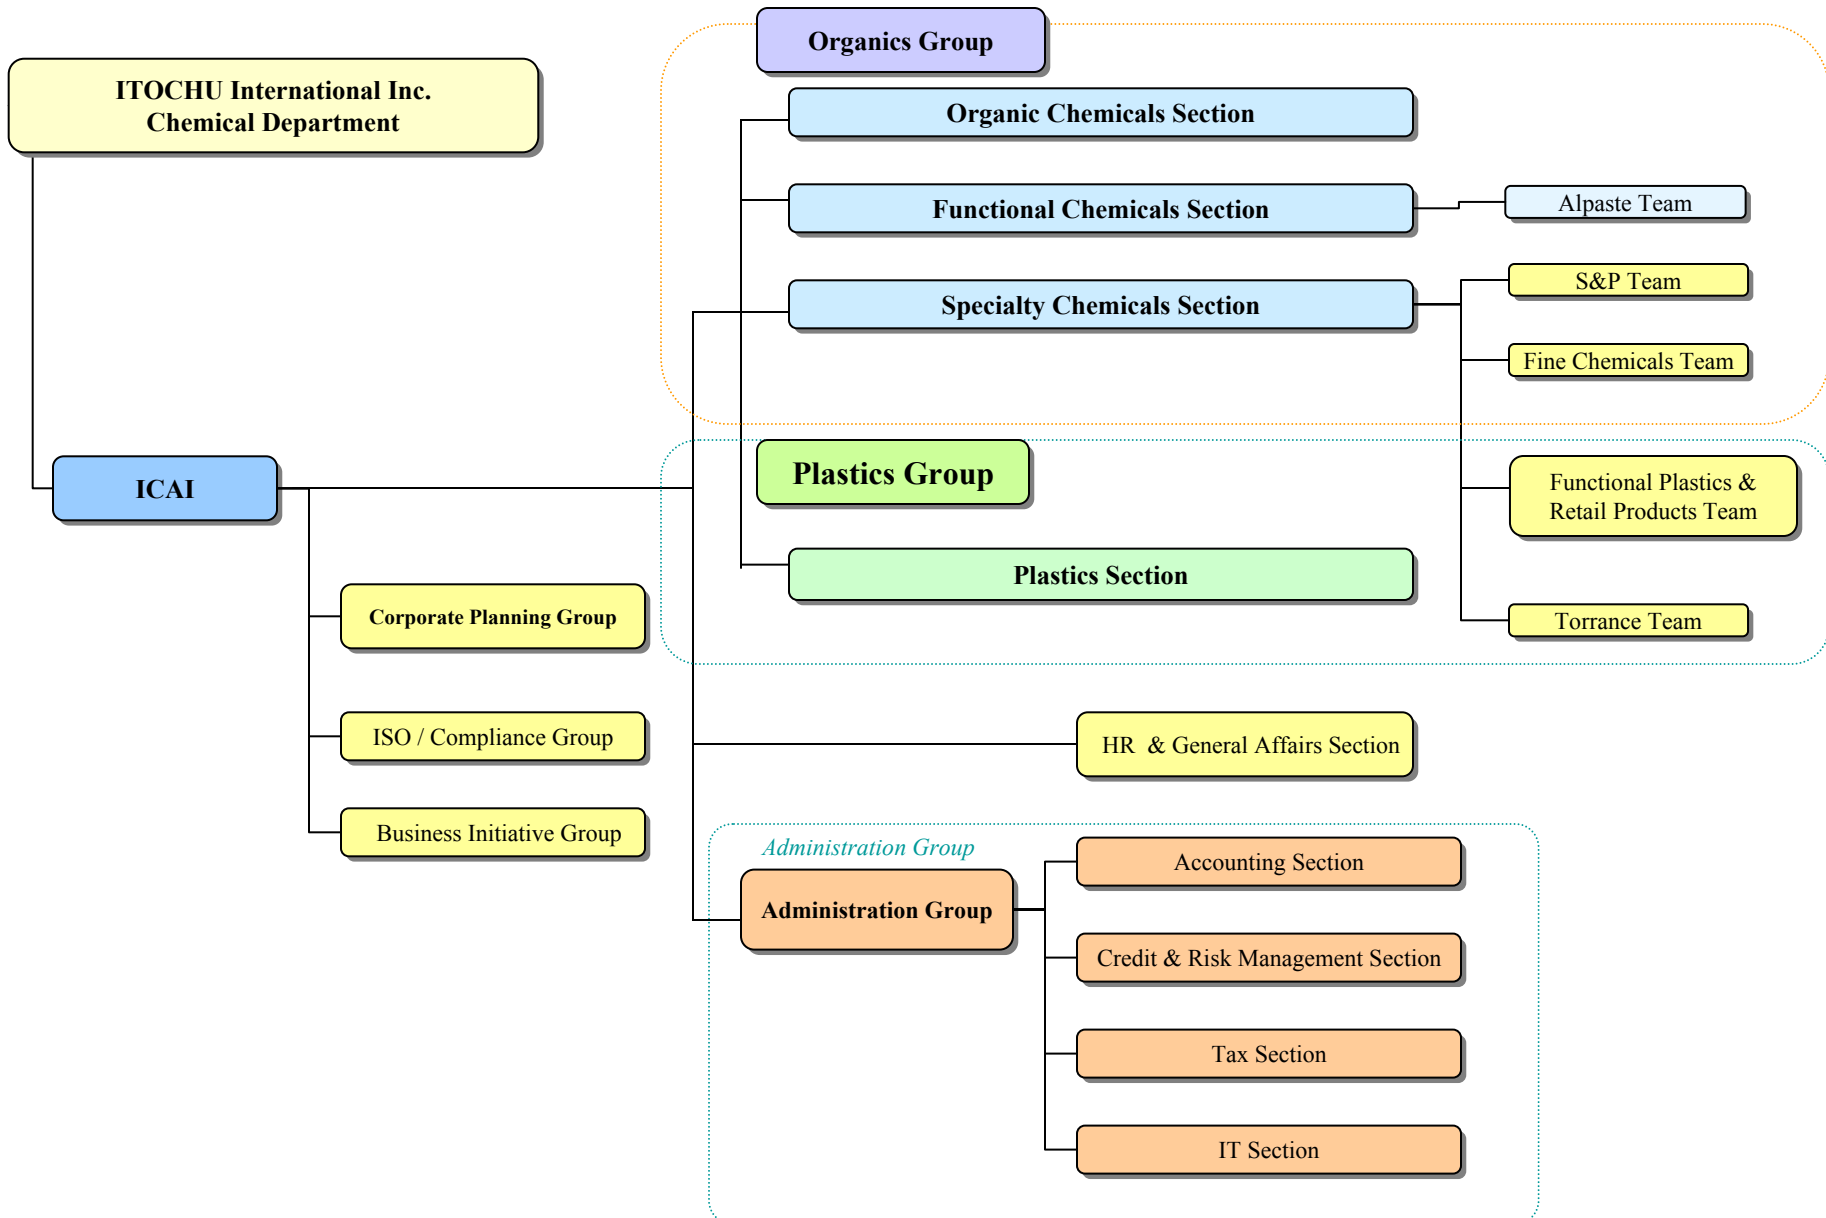 Organics Group
ITOCHU International Inc.
Chemical Department
Organic Chemicals Section
Functional Chemicals Section
Alpaste Team
Specialty Chemicals Section
S&P Team
Fine Chemicals Team
ICAI
Plastics Group
Functional Plastics &
Retail Products Team
Plastics Section
Torrance Team
Corporate Planning Group
ISO / Compliance Group
Business Initiative Group
HR & General Affairs Section
Administration Group
Administration Group
Accounting Section
Credit & Risk Management Section
Tax Section
IT Section